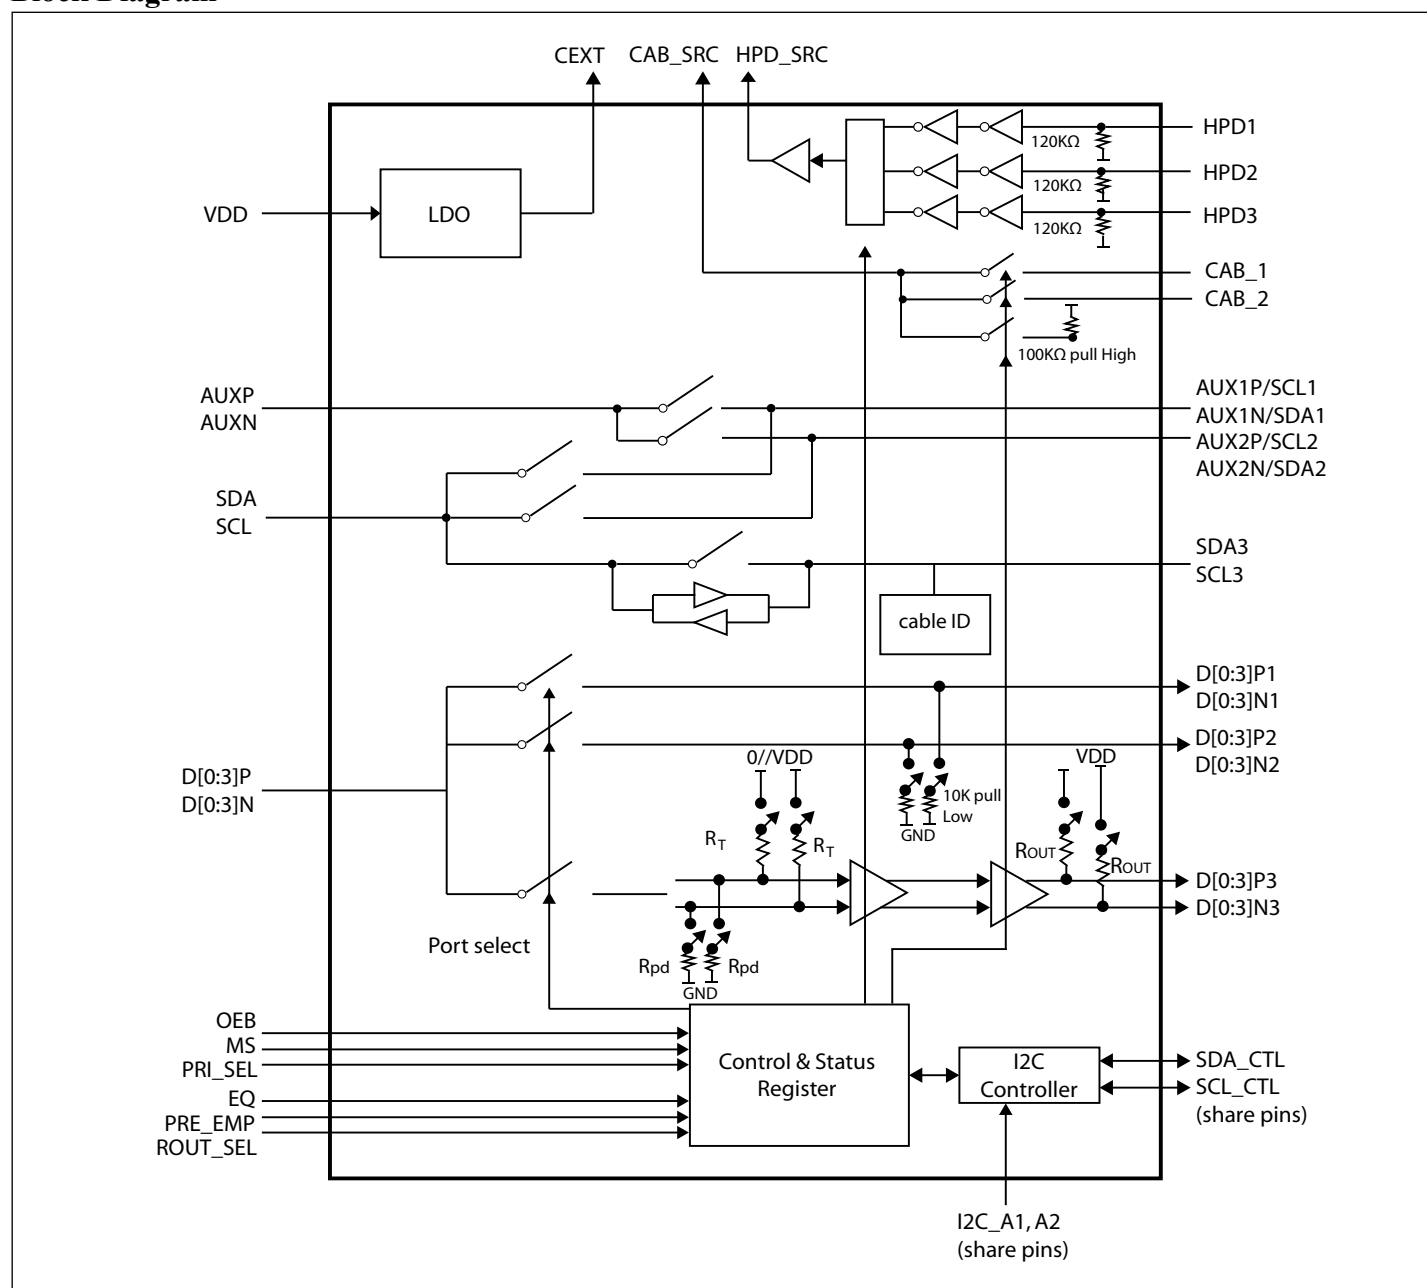 CEXT CAB_SRC HPD_SRC
HPD1
120KΩ
HPD2
120KΩ
HPD3
120KΩ
VDD
LDO
CAB_1
CAB_2
100KΩ pull High
AUXP
AUXN
AUX1P/SCL1
AUX1N/SDA1
AUX2P/SCL2
AUX2N/SDA2
SDA
SCL
SDA3
SCL3
cable ID
D[0:3]P1
D[0:3]N1
D[0:3]P2
D[0:3]N2
0//VDD
VDD
D[0:3]P
D[0:3]N
10K pull
Low
GND
RT
RT
ROUT
ROUT
D[0:3]P3
D[0:3]N3
Port select
Rpd
Rpd
GND
OEB
MS
PRI_SEL
EQ
PRE_EMP
ROUT_SEL
Control & Status
Register
I2C
Controller
SDA_CTL
SCL_CTL
(share pins)
I2C_A1, A2
(share pins)